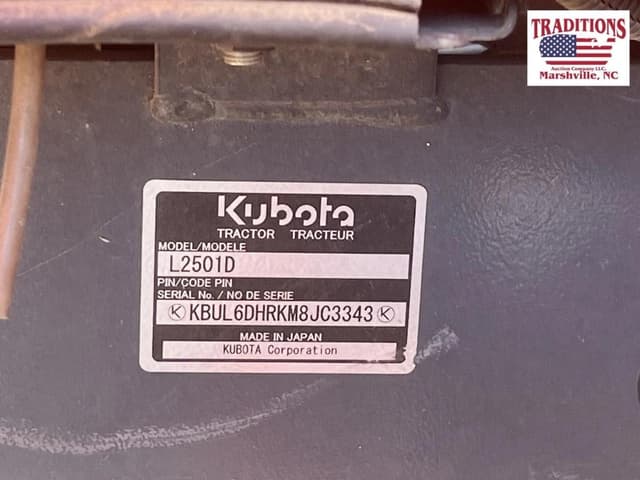 TRADITIONS
Auction Company LLC.
Marshville, NC
Kubota
TRACTOR TRACTEUR
MODEL/MODELE
L2501D
PIN/CODE PIN
SERIAL No. / NO DE SERIE
KBUL6DHRKM8JC3343
MADE IN JAPAN
KUBOTA Corporation